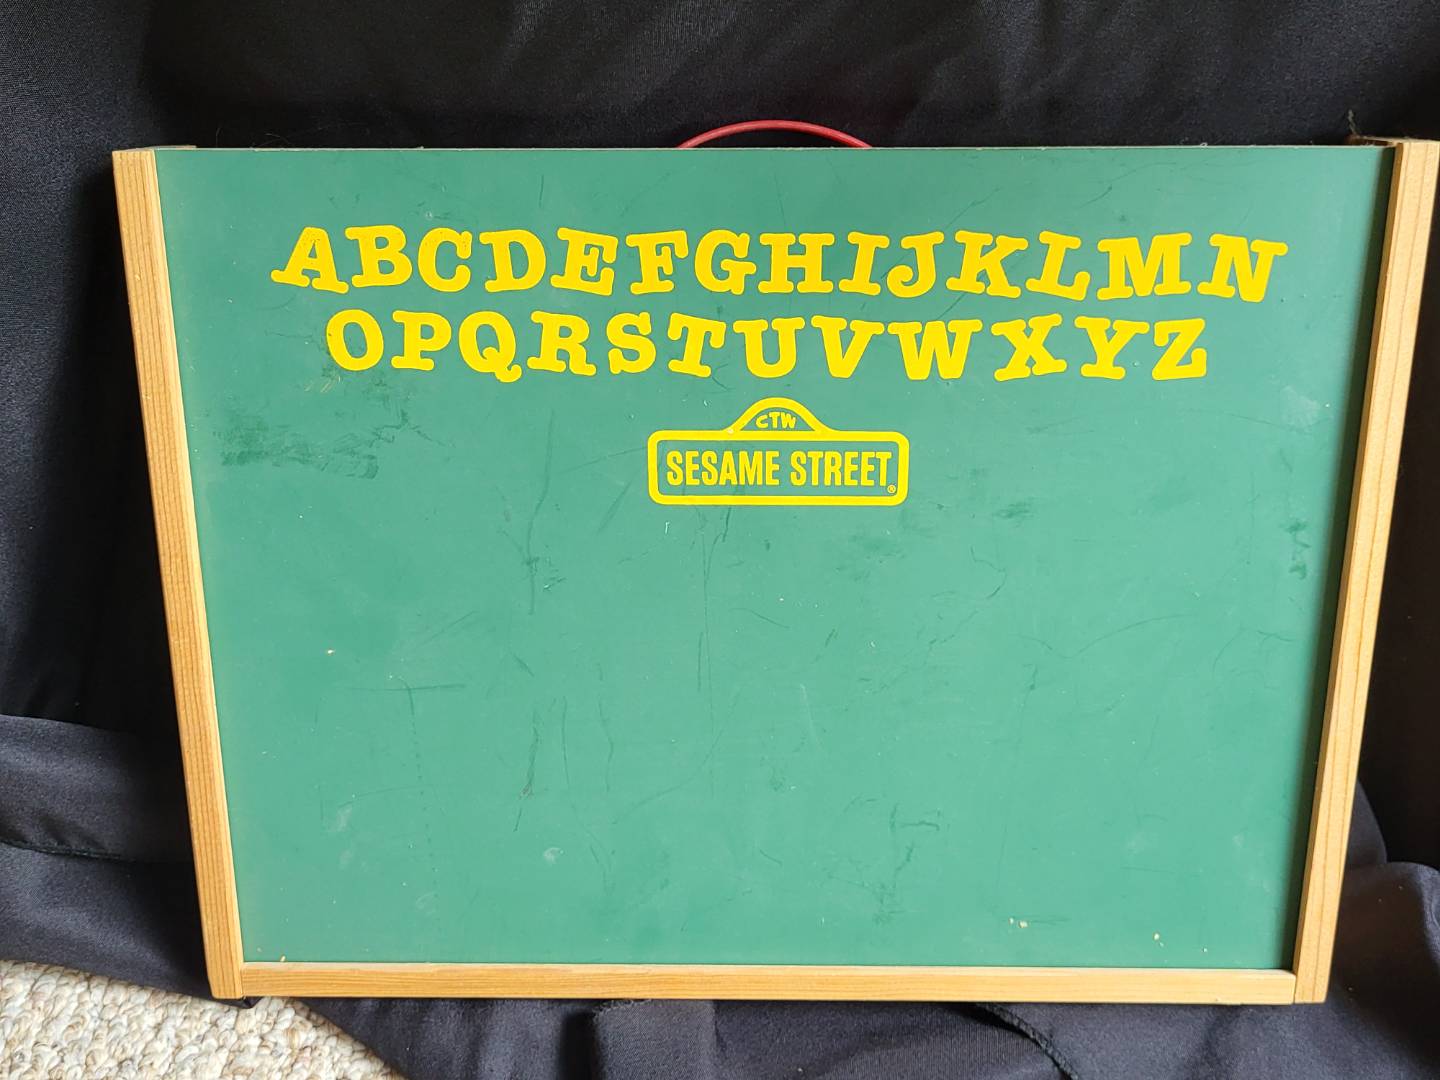 ABCDEFGHIJKLMN
OPQRSTUVWXYZ
CTW
SESAME STREET®